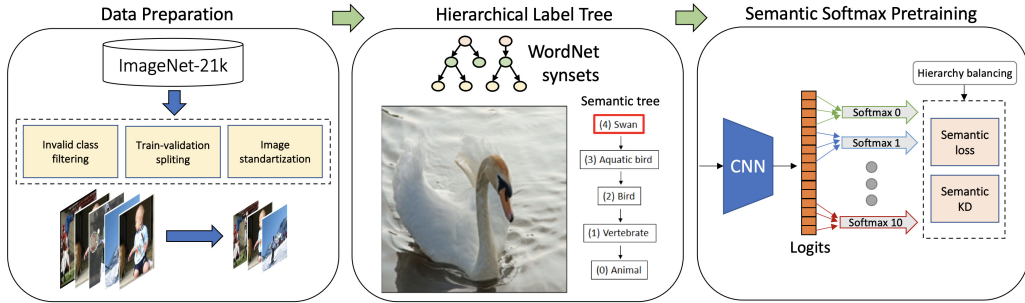 Data Preparation
ImageNet-21k
Invalid class
filtering
Train-validation
spliting
Image
standartization
Hierarchical Label Tree
WordNet
synsets
Semantic tree
(4) Swan
(3) Aquatic bird
(2) Bird
(1) Vertebrate
(0) Animal
Semantic Softmax Pretraining
Hierarchy balancing
CNN
Logits
Softmax 0
Softmax 1
Softmax 10
Semantic
loss
Semantic
KD